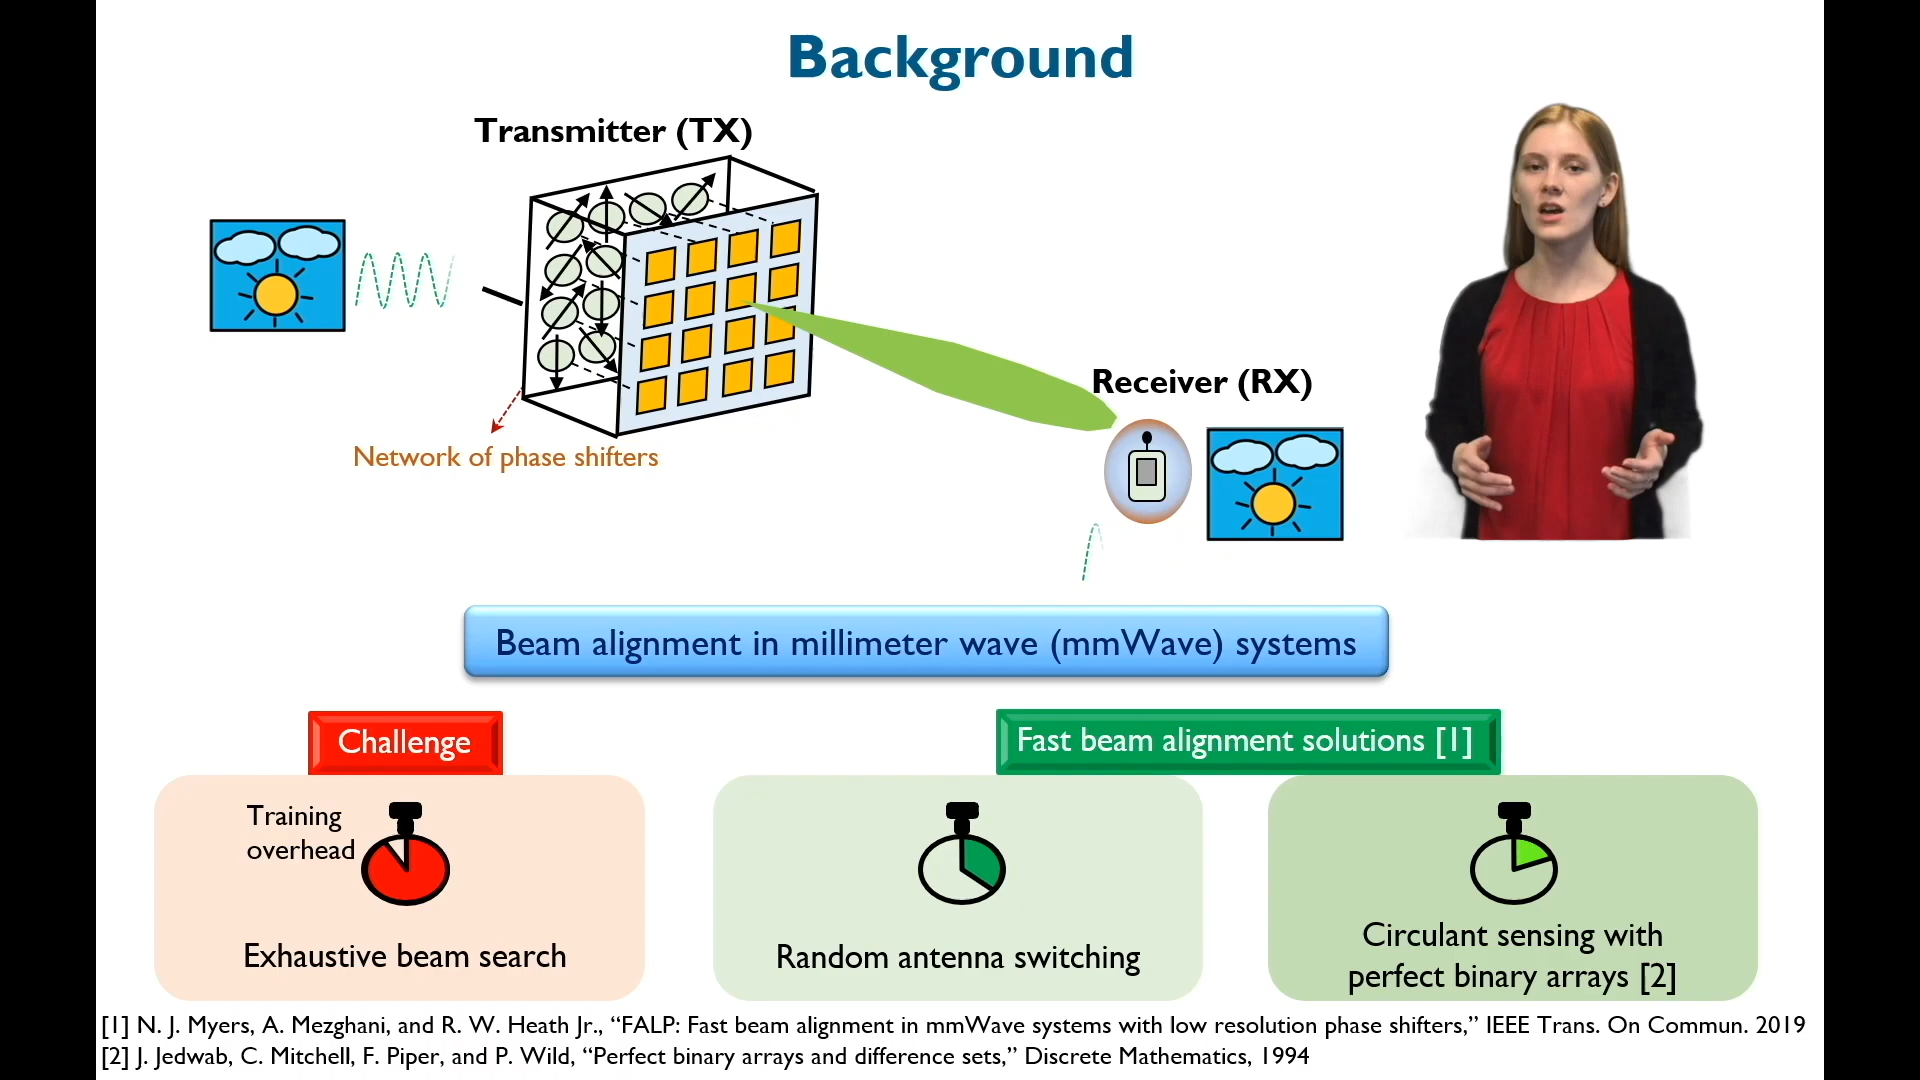 Background
Transmitter (TX)
Network of phase shifters
Receiver (RX)
Beam alignment in millimeter wave (mmWave) systems
Challenge
Training
overhead
Exhaustive beam search
Fast beam alignment solutions [1]
Random antenna switching
Circulant sensing with
perfect binary arrays [2]
[1] N. J. Myers, A. Mezghani, and R. W. Heath Jr., “FALP: Fast beam alignment in mmWave systems with low resolution phase shifters,” IEEE Trans. On Commun. 2019
[2] J. Jedwab, C. Mitchell, F. Piper, and P. Wild, “Perfect binary arrays and difference sets,” Discrete Mathematics, 1994